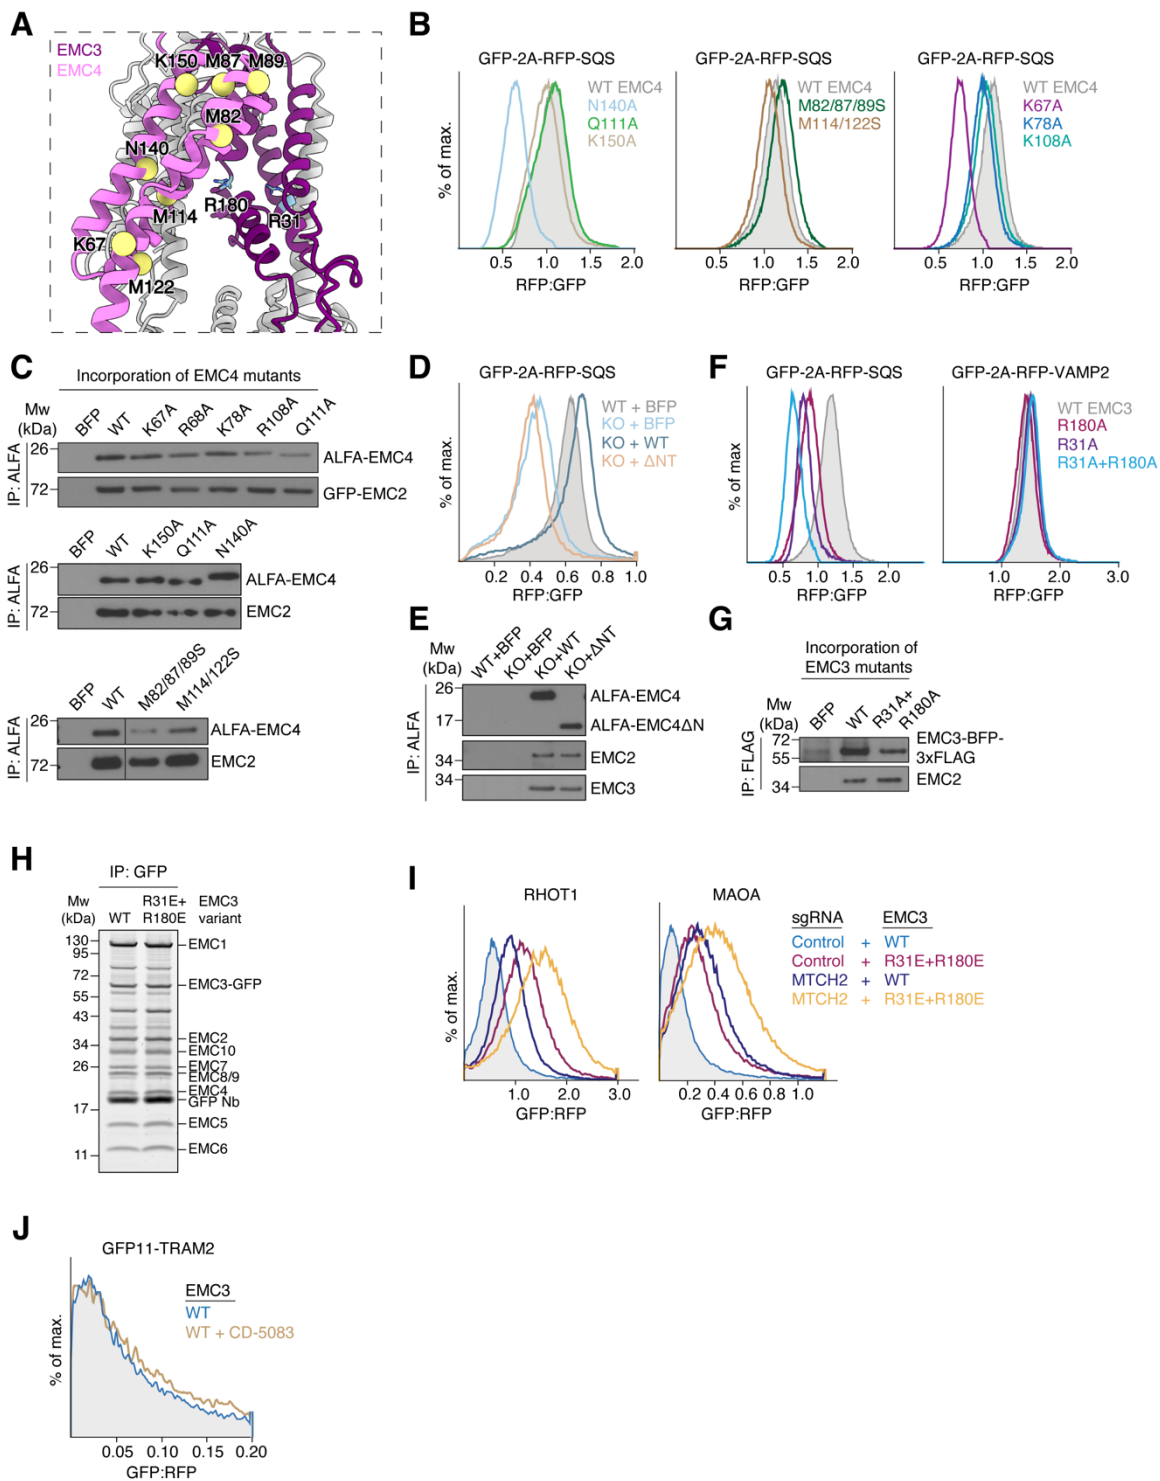 A
EMC3
EMC4
K150 M87 M89
M82
N140
R180
R31
M114
K67
M122
B
GFP-2A-RFP-SQS
WT EMC4
N140A
Q111A
K150A
% of max.
0.5 1.0 1.5 2.0
RFP:GFP
GFP-2A-RFP-SQS
WT EMC4
M82/87/89S
M114/122S
0.5 1.0 1.5 2.0
RFP:GFP
GFP-2A-RFP-SQS
WT EMC4
K67A
K78A
K108A
0.5 1.0 1.5 2.0
RFP:GFP
C
Incorporation of EMC4 mutants
Mw
(kDa)
BFP WT K67A R68A K78A R108A Q111A
IP: ALFA
26
ALFA-EMC4
72
GFP-EMC2
BFP WT K150A Q111A N140A
IP: ALFA
26
ALFA-EMC4
72
EMC2
BFP WT M82/87/89S M114/122S
IP: ALFA
26
ALFA-EMC4
72
EMC2
D
GFP-2A-RFP-SQS
WT + BFP
KO + BFP
KO + WT
KO + ΔNT
% of max.
0.2 0.4 0.6 0.8 1.0
RFP:GFP
E
Mw
(kDa)
WT+BFP KO+BFP KO+WT KO+ΔNT
IP: ALFA
26
ALFA-EMC4
17
ALFA-EMC4ΔN
34
EMC2
34
EMC3
F
GFP-2A-RFP-SQS
% of max
0.5 1.0 1.5 2.0
RFP:GFP
GFP-2A-RFP-VAMP2
WT EMC3
R180A
R31A
R31A+R180A
1.0 2.0 3.0
RFP:GFP
G
Incorporation of
EMC3 mutants
Mw
(kDa)
BFP WT R31A+
R180A
IP: FLAG
72
55
EMC3-BFP-
3xFLAG
34
EMC2
H
IP: GFP
Mw
(kDa)
WT
R31E+
R180E
EMC3
variant
130
95
72
55
43
34
26
17
11
EMC1
EMC3-GFP
EMC2
EMC10
EMC7
EMC8/9
EMC4
GFP Nb
EMC5
EMC6
I
RHOT1
% of max.
1.0 2.0 3.0
GFP:RFP
MAOA
0.2 0.4 0.6 0.8 1.0
GFP:RFP
sgRNA EMC3
Control + WT
Control + R31E+R180E
MTCH2 + WT
MTCH2 + R31E+R180E
J
GFP11-TRAM2
EMC3
WT
WT + CD-5083
% of max.
0.05 0.10 0.15 0.20
GFP:RFP